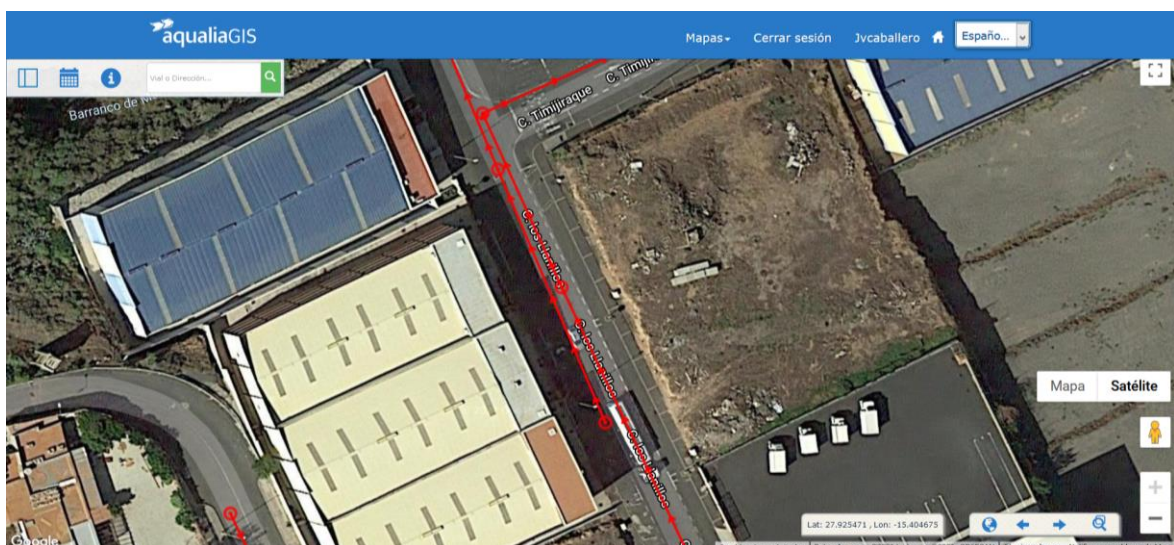 aqualiaGIS
Mapas
Cerrar sesión
Jvcaballero
Españo...
Vial o Dirección...
Barranco de
C. Timijiraque
C. Timiji
C. los Llanillos
C. los Llanillos
C. los Llanillos
Mapa
Satélite
Lat: 27.925471 , Lon: -15.404675
Google